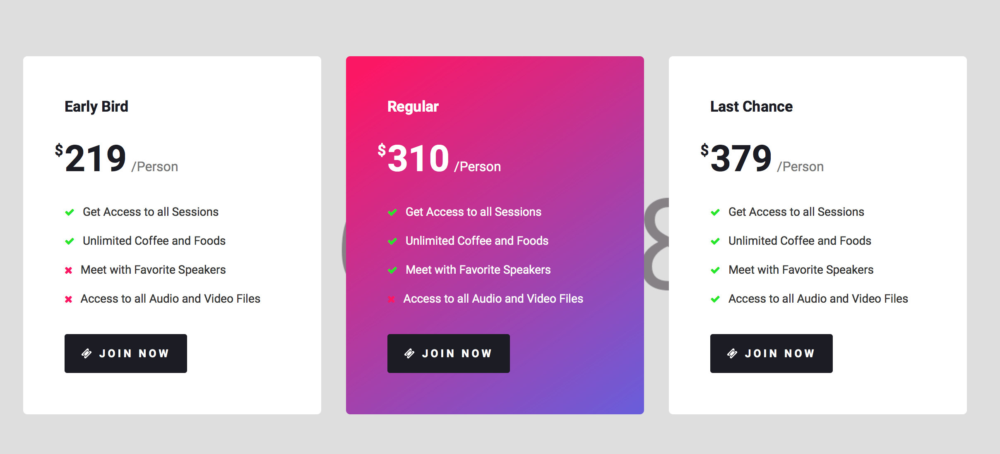 Early Bird
$219 /Person
Get Access to all Sessions
Unlimited Coffee and Foods
Meet with Favorite Speakers
Access to all Audio and Video Files
JOIN NOW
Regular
$310 /Person
Get Access to all Sessions
Unlimited Coffee and Foods
Meet with Favorite Speakers
Access to all Audio and Video Files
JOIN NOW
Last Chance
$379 /Person
Get Access to all Sessions
Unlimited Coffee and Foods
Meet with Favorite Speakers
Access to all Audio and Video Files
JOIN NOW